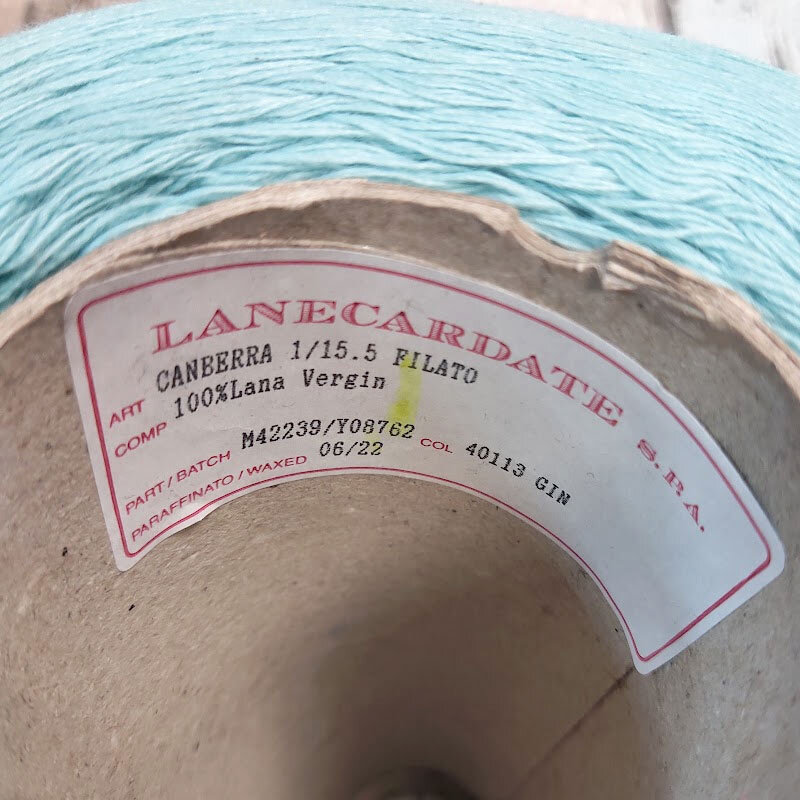 LANECARDATE S.P.A.
ART CANBERRA 1/15.5 FILATO
COMP 100%Lana Vergin
PART/BATCH M42239/Y08762 COL 40113 GIN
PARAFFINATO/WAXED 06/22